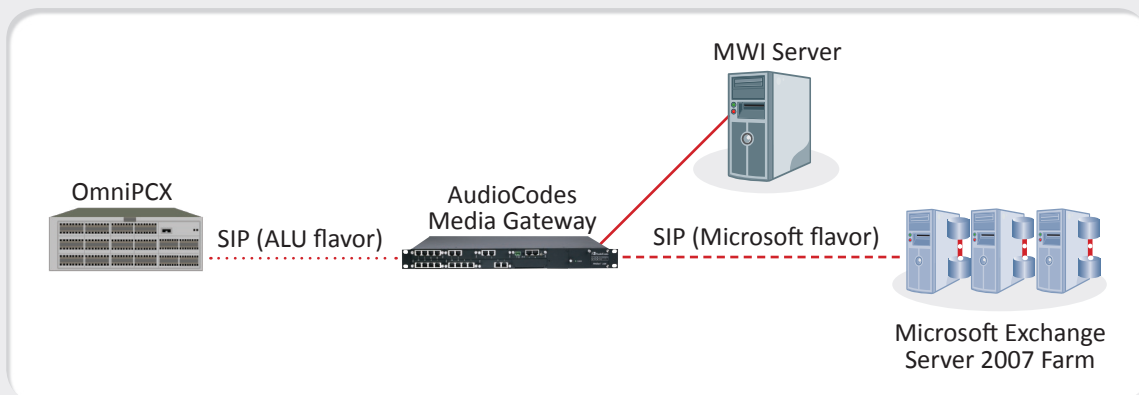 MWI Server
OmniPCX
AudioCodes
Media Gateway
SIP (ALU flavor)
SIP (Microsoft flavor)
Microsoft Exchange
Server 2007 Farm